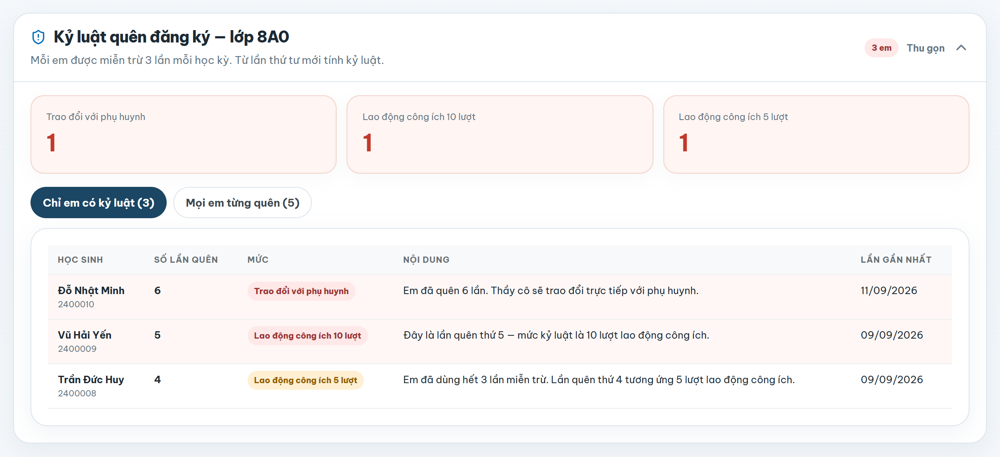 Kỷ luật quên đăng ký – lớp 8A0
Mỗi em được miễn trừ 3 lần mỗi học kỳ. Từ lần thứ tư mới tính kỷ luật.
3 em
Thu gọn
Trao đổi với phụ huynh
1
Lao động công ích 10 lượt
1
Lao động công ích 5 lượt
1
Chỉ em có kỷ luật (3)
Mọi em từng quên (5)
HỌC SINH SỐ LẦN QUÊN MỨC NỘI DUNG LẦN GẦN NHẤT
Đỗ Nhật Minh 6 Trao đổi với phụ huynh Em đã quên 6 lần. Thầy cô sẽ trao đổi trực tiếp với phụ huynh. 11/09/2026
2400010
Vũ Hải Yến 5 Lao động công ích 10 lượt Đây là lần quên thứ 5 – mức kỷ luật là 10 lượt lao động công ích. 09/09/2026
2400009
Trần Đức Huy 4 Lao động công ích 5 lượt Em đã dùng hết 3 lần miễn trừ. Lần quên thứ 4 tương ứng 5 lượt lao động công ích. 09/09/2026
2400008